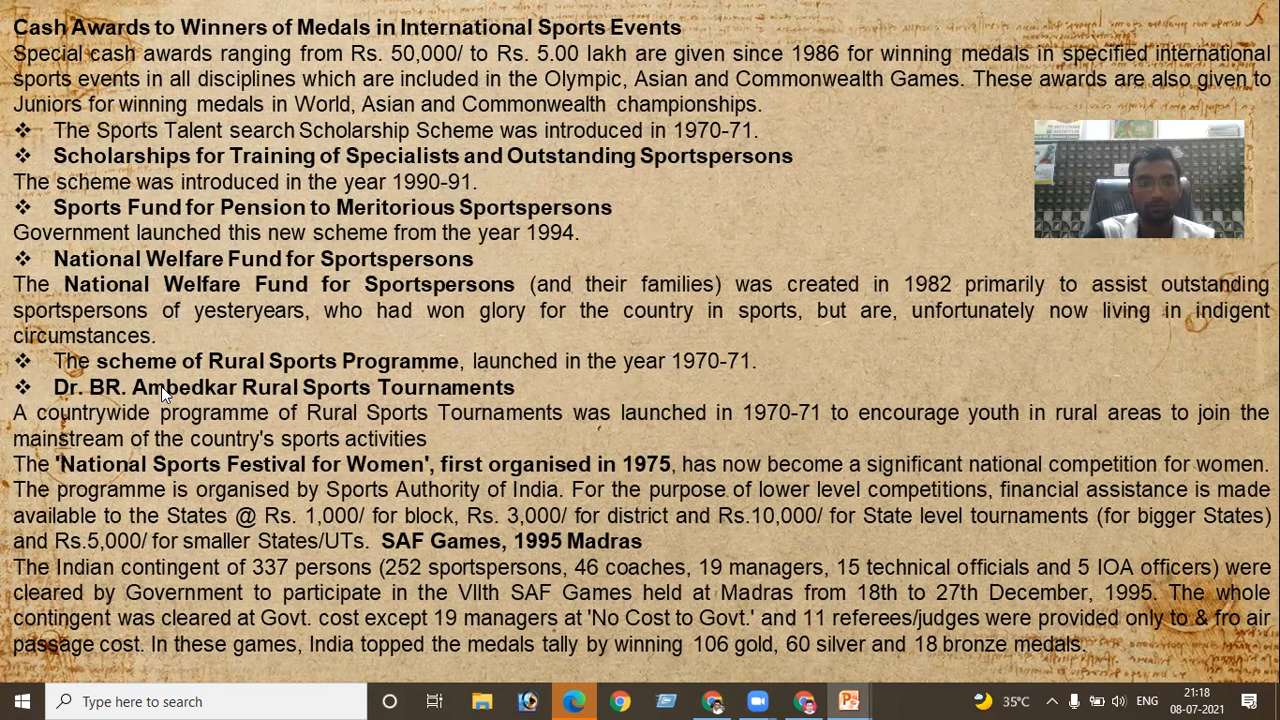 Cash Awards to Winners of Medals in International Sports Events
Special cash awards ranging from Rs. 50,000/ to Rs. 5.00 lakh are given since 1986 for winning medals in specified international
sports events in all disciplines which are included in the Olympic, Asian and Commonwealth Games. These awards are also given to
Juniors for winning medals in World, Asian and Commonwealth championships.
❖ The Sports Talent search Scholarship Scheme was introduced in 1970-71.
❖ Scholarships for Training of Specialists and Outstanding Sportspersons
The scheme was introduced in the year 1990-91.
❖ Sports Fund for Pension to Meritorious Sportspersons
Government launched this new scheme from the year 1994.
❖ National Welfare Fund for Sportspersons
The National Welfare Fund for Sportspersons (and their families) was created in 1982 primarily to assist outstanding
sportspersons of yesteryears, who had won glory for the country in sports, but are, unfortunately now living in indigent
circumstances.
❖ The scheme of Rural Sports Programme, launched in the year 1970-71.
❖ Dr. BR. Ambedkar Rural Sports Tournaments
A countrywide programme of Rural Sports Tournaments was launched in 1970-71 to encourage youth in rural areas to join the
mainstream of the country's sports activities
The 'National Sports Festival for Women', first organised in 1975, has now become a significant national competition for women.
The programme is organised by Sports Authority of India. For the purpose of lower level competitions, financial assistance is made
available to the States @ Rs. 1,000/ for block, Rs. 3,000/ for district and Rs.10,000/ for State level tournaments (for bigger States)
and Rs.5,000/ for smaller States/UTs. SAF Games, 1995 Madras
The Indian contingent of 337 persons (252 sportspersons, 46 coaches, 19 managers, 15 technical officials and 5 IOA officers) were
cleared by Government to participate in the VIIth SAF Games held at Madras from 18th to 27th December, 1995. The whole
contingent was cleared at Govt. cost except 19 managers at 'No Cost to Govt.' and 11 referees/judges were provided only to & fro air
passage cost. In these games, India topped the medals tally by winning 106 gold, 60 silver and 18 bronze medals.
Type here to search
35°C
ENG
21:18
08-07-2021